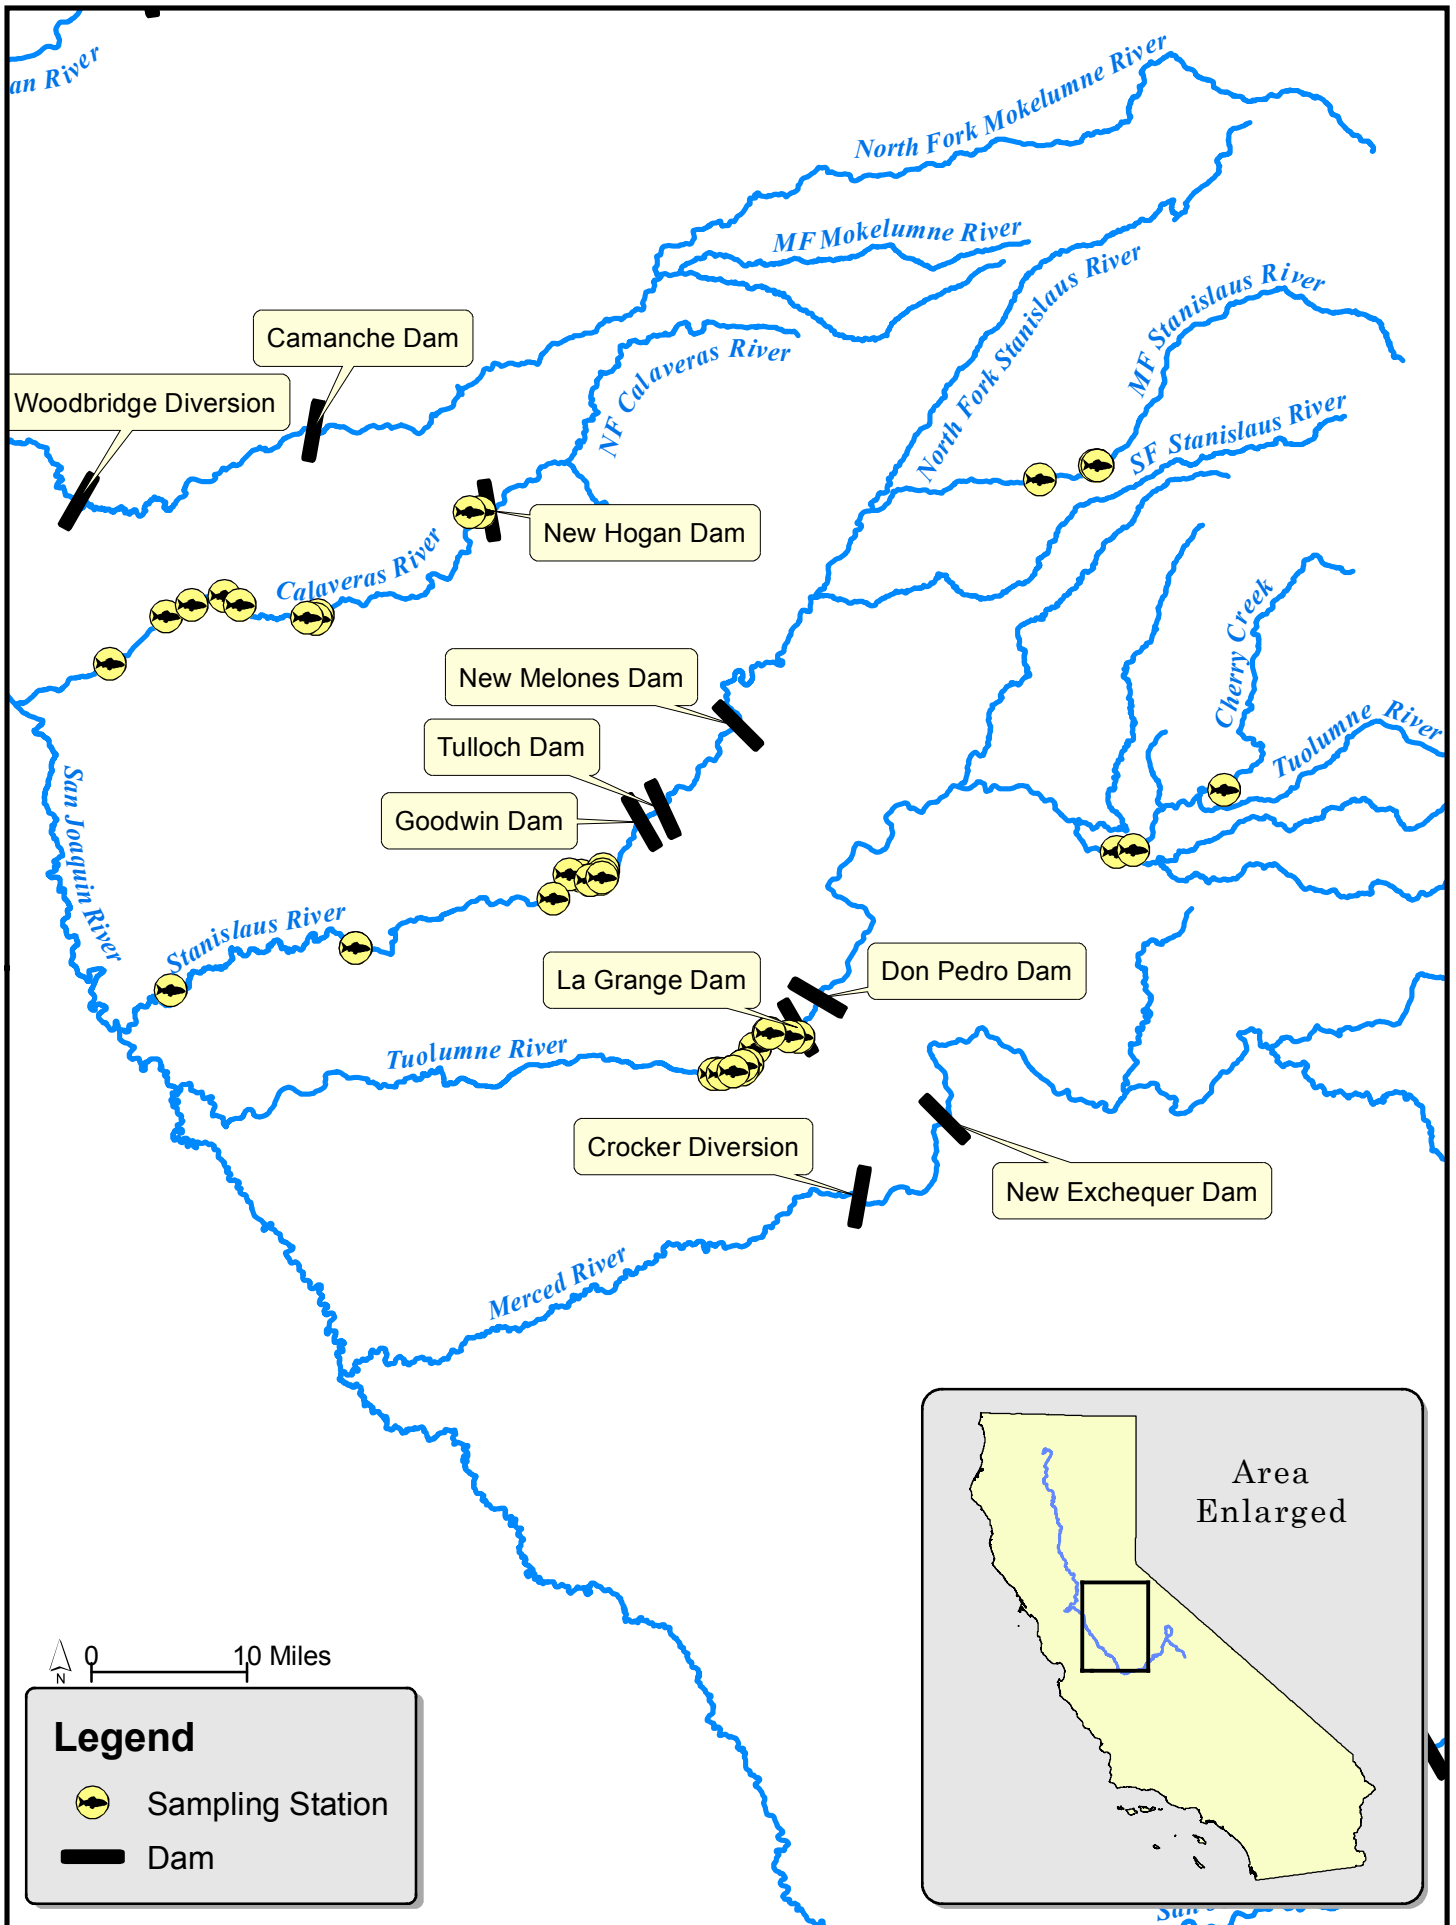 an River
North Fork Mokelumne River
MF Mokelumne River
North Fork Stanislaus River
MF Stanislaus River
Camanche Dam
NF Calaveras River
Woodbridge Diversion
SF Stanislaus River
New Hogan Dam
Calaveras River
Cherry Creek
New Melones Dam
Tuolumne River
Tulloch Dam
San Joaquin River
Goodwin Dam
Stanislaus River
La Grange Dam
Don Pedro Dam
Tuolumne River
Crocker Diversion
New Exchequer Dam
Merced River
Area
Enlarged
N
0 10 Miles
Legend
Sampling Station
Dam